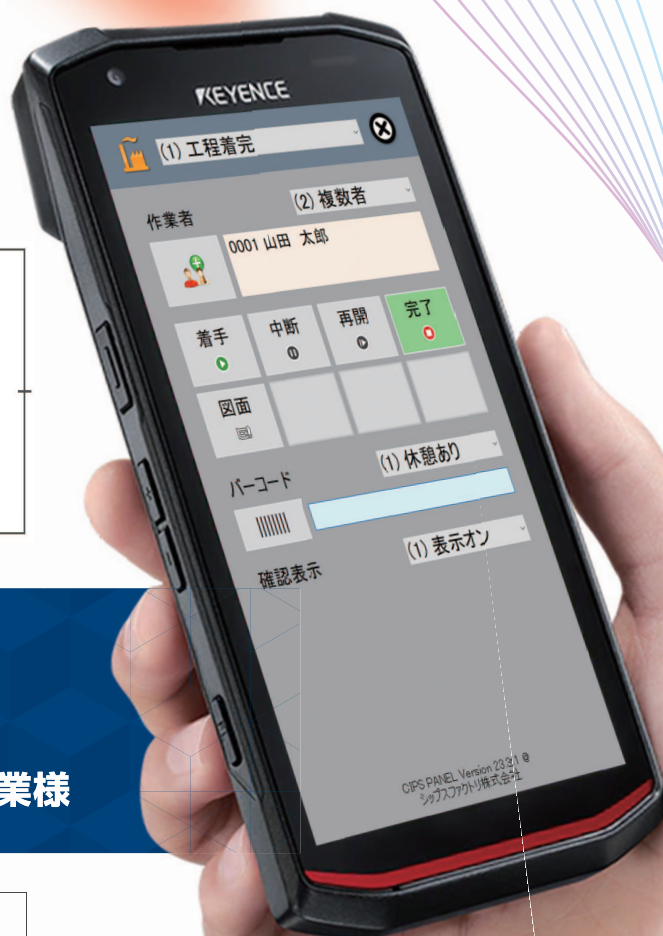 KEYENCE
(1) 工程着完
作業者
(2) 複数者
0001 山田 太郎
着手
中断
再開
完了
図面
バーコード
(1) 休憩あり
確認表示
(1) 表示オン
業様
CIPS PANEL Version 23.3.1 @
シップスファクトリ株式会社